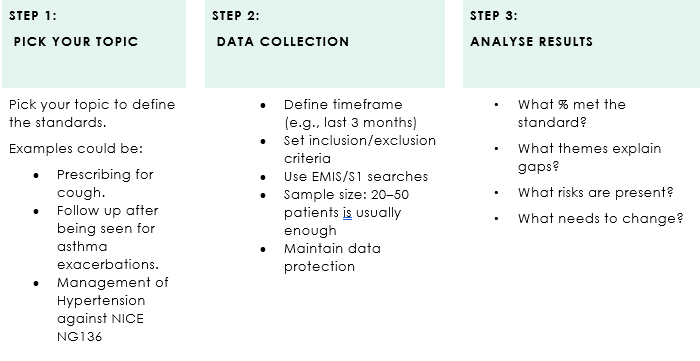 STEP 1:
PICK YOUR TOPIC
Pick your topic to define
the standards.
Examples could be:
• Prescribing for
cough.
• Follow up after
being seen for
asthma
exacerbations.
• Management of
Hypertension
against NICE
NG136
STEP 2:
DATA COLLECTION
• Define timeframe
(e.g., last 3 months)
• Set inclusion/exclusion
criteria
• Use EMIS/S1 searches
• Sample size: 20–50
patients is usually
enough
• Maintain data
protection
STEP 3:
ANALYSE RESULTS
• What % met the
standard?
• What themes explain
gaps?
• What risks are present?
• What needs to change?